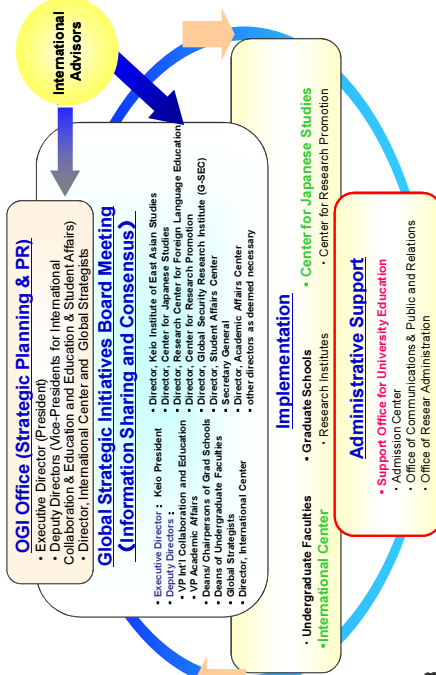 International
Advisors
OGI Office (Strategic Planning & PR)
• Executive Director (President)
• Deputy Directors (Vice-Presidents for International
Collaboration & Education and Education & Student Affairs)
• Director, International Center and Global Strategists
Global Strategic Initiatives Board Meeting
(Information Sharing and Consensus)
• Executive Director : Keio President
• Deputy Directors :
• VP Int'l Collaboration and Education
• VP Academic Affairs
• Deans/ Chairpersons of Grad Schools
• Deans of Undergraduate Faculties
• Global Strategists
• Director, International Center
• Director, Keio Institute of East Asian Studies
• Director, Center for Japanese Studies
• Director, Research Center for Foreign Language Education
• Director, Center for Research Promotion
• Director, Global Security Research Institute (G-SEC)
• Director, Student Affairs Center
• Secretary General
• Director, Academic Affairs Center
• other directors as deemed necessary
Implementation
· Undergraduate Faculties • Graduate Schools • Center for Japanese Studies
•International Center · Research Institutes · Center for Research Promotion
Administrative Support
• Support Office for University Education
· Admission Center
· Office of Communications & Public and Relations
· Office of Resear Administration